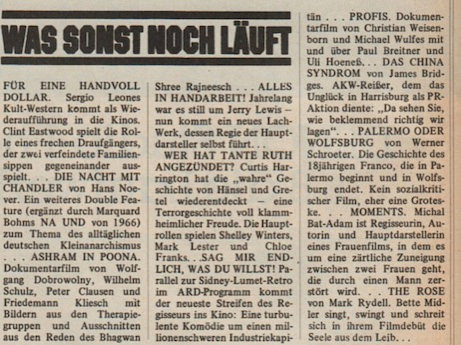 WAS SONST NOCH LÄUFT
FÜR EINE HANDVOLL
DOLLAR. Sergio Leones
Kult-Western kommt als Wie-
deraufführung in die Kinos.
Clint Eastwood spielt die Rol-
le eines frechen Draufgängers,
der zwei verfeindete Familien-
sippen gegeneinander ausspielt
. . . DIE NACHT MIT
CHANDLER von Hans Noe-
ver. Ein weiteres Double Feature
(ergänzt durch Marquard
Bohms NA UND von 1966)
zum Thema des alltäglichen
deutschen Kleinanarchismus
. . . ASHRAM IN POONA.
Dokumentarfilm von Wolf-
gang Dobrowolny, Wilhelm
Schulz, Peter Clausen und
Friedemann Kliesch mit
Bildern aus den Therapie-
gruppen und Ausschnitten
aus den Reden des Bhagwan
Shree Rajneesch . . . ALLES
IN HANDARBEIT! Jahrelang
war es still um Jerry Lewis –
nun kommt ein neues Lach-
Werk, dessen Regie der Haupt-
darsteller selbst führt. . .
WER HAT TANTE RUTH
ANGEZÜNDET? Curtis Har-
rington hat die „wahre“ Ge-
schichte von Hänsel und Gre-
tel wiederentdeckt – eine
Terrorgeschichte voll klamm-
heimlicher Freude. Die Haupt-
rollen spielen Shelley Winters,
Mark Lester und Chloe
Franks. . .SAG MIR END-
LICH, WAS DU WILLST! Pa-
rallel zur Sidney-Lumet-Retro
im ARD-Programm kommt
der neueste Streifen des Re-
gisseurs ins Kino: Eine turbu-
lente Komödie um einen mil-
lionenschweren Industriekapi-
tän . . . PROFIS. Dokumen-
tarfilm von Christian Weisen-
born und Michael Wulfes mit
und über Paul Breitner und
Uli Hoeneß. . . DAS CHINA
SYNDROM von James Brid-
ges. AKW-Reißer, dem das
Unglück in Harrisburg als PR-
Aktion diente: „Da sehen Sie,
wie beklemmend richtig wir
lagen“. . . PALERMO ODER
WOLFSBURG von Werner
Schroeter. Die Geschichte des
18jährigen Franco, die in Pa-
lermo beginnt und in Wolfs-
burg endet. Kein sozialkriti-
scher Film, eher eine Grotes-
ke. . . MOMENTS. Michal
Bat-Adam ist Regisseurin, Au-
torin und Hauptdarstellerin
eines Frauenfilms, in dem es
um eine zärtliche Zuneigung
zwischen zwei Frauen geht,
die durch einen Mann zer-
stört wird. . . THE ROSE
von Mark Rydell. Bette Mid-
ler singt, swingt und schreit
sich in ihrem Filmdebüt die
Seele aus dem Leib. . .